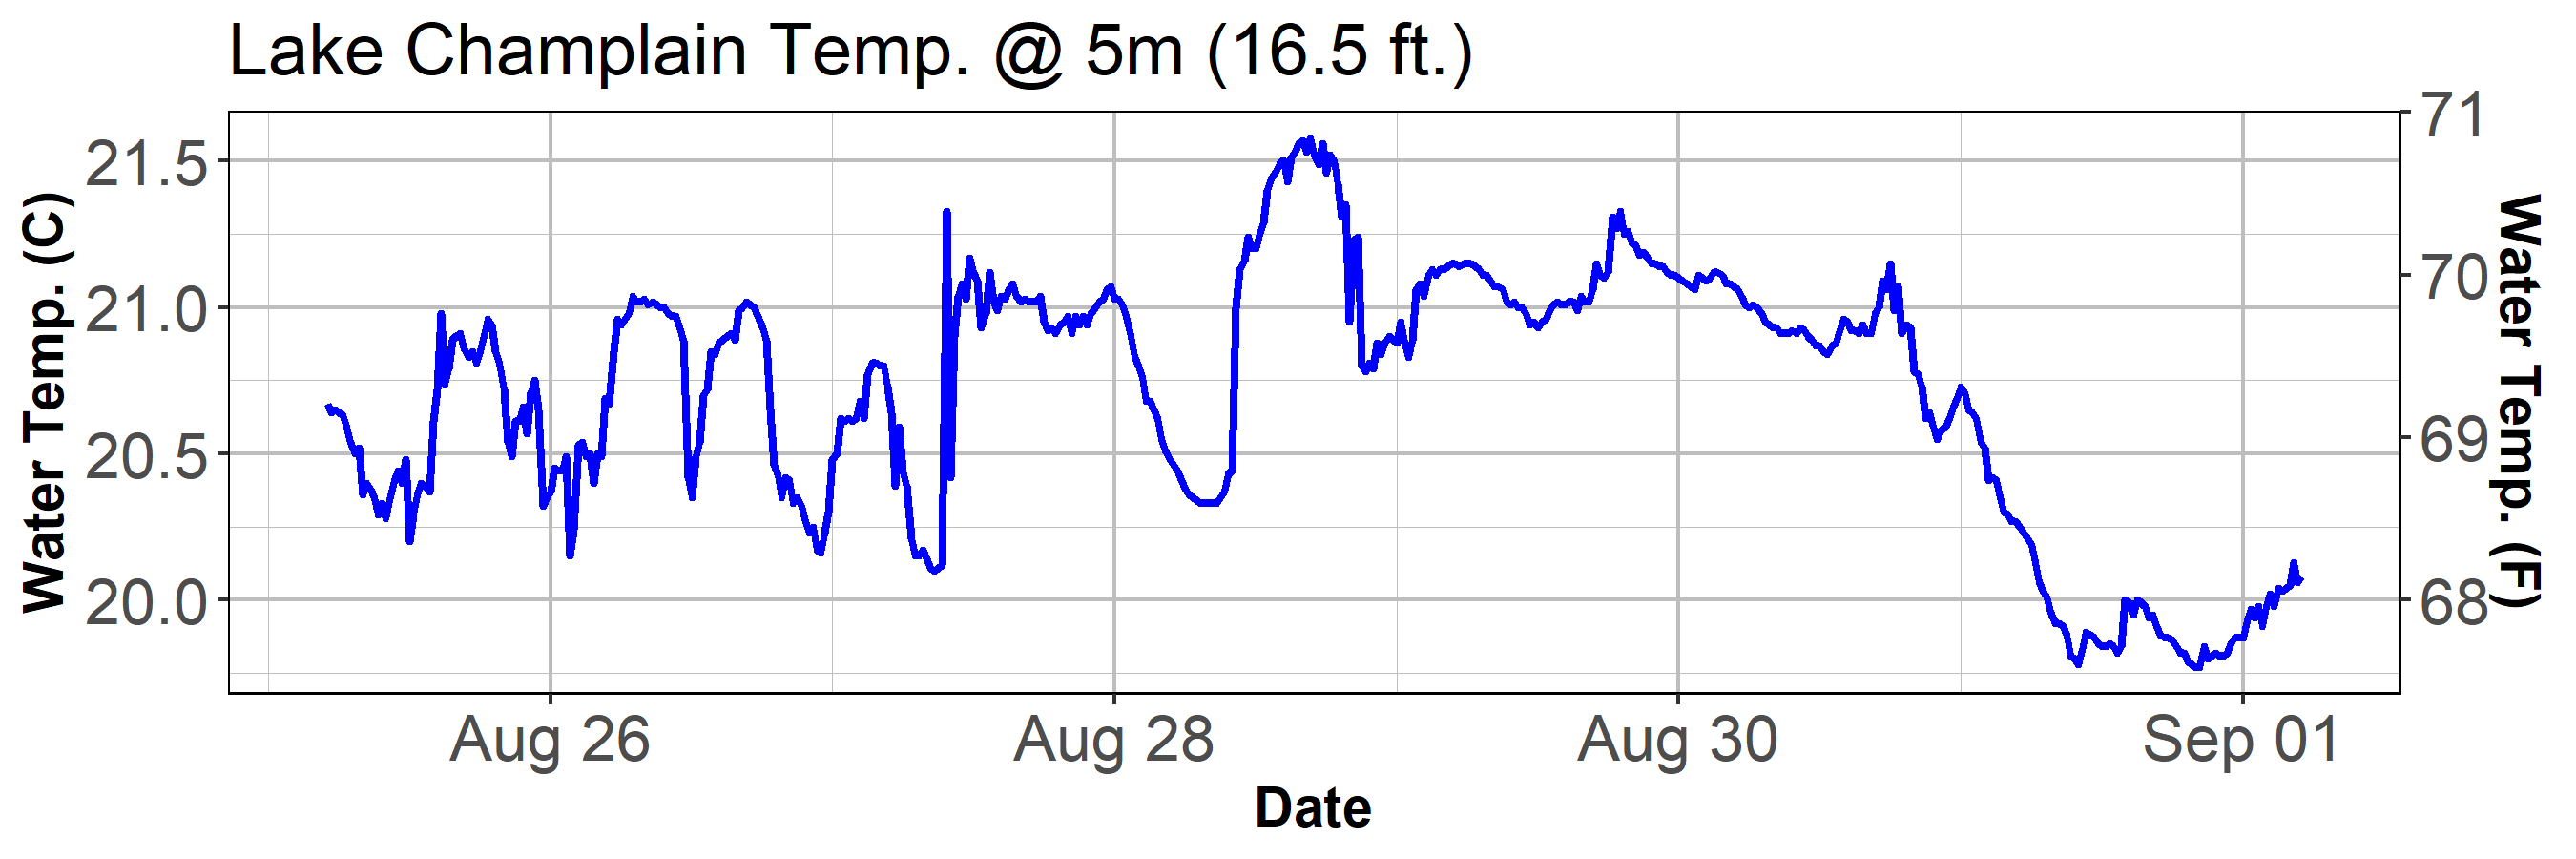 Lake Champlain Temp. @ 5m (16.5 ft.)
Water Temp. (C)
21.5
21.0
20.5
20.0
71
70
69
68
Water Temp. (F)
Aug 26 Aug 28 Aug 30 Sep 01
Date